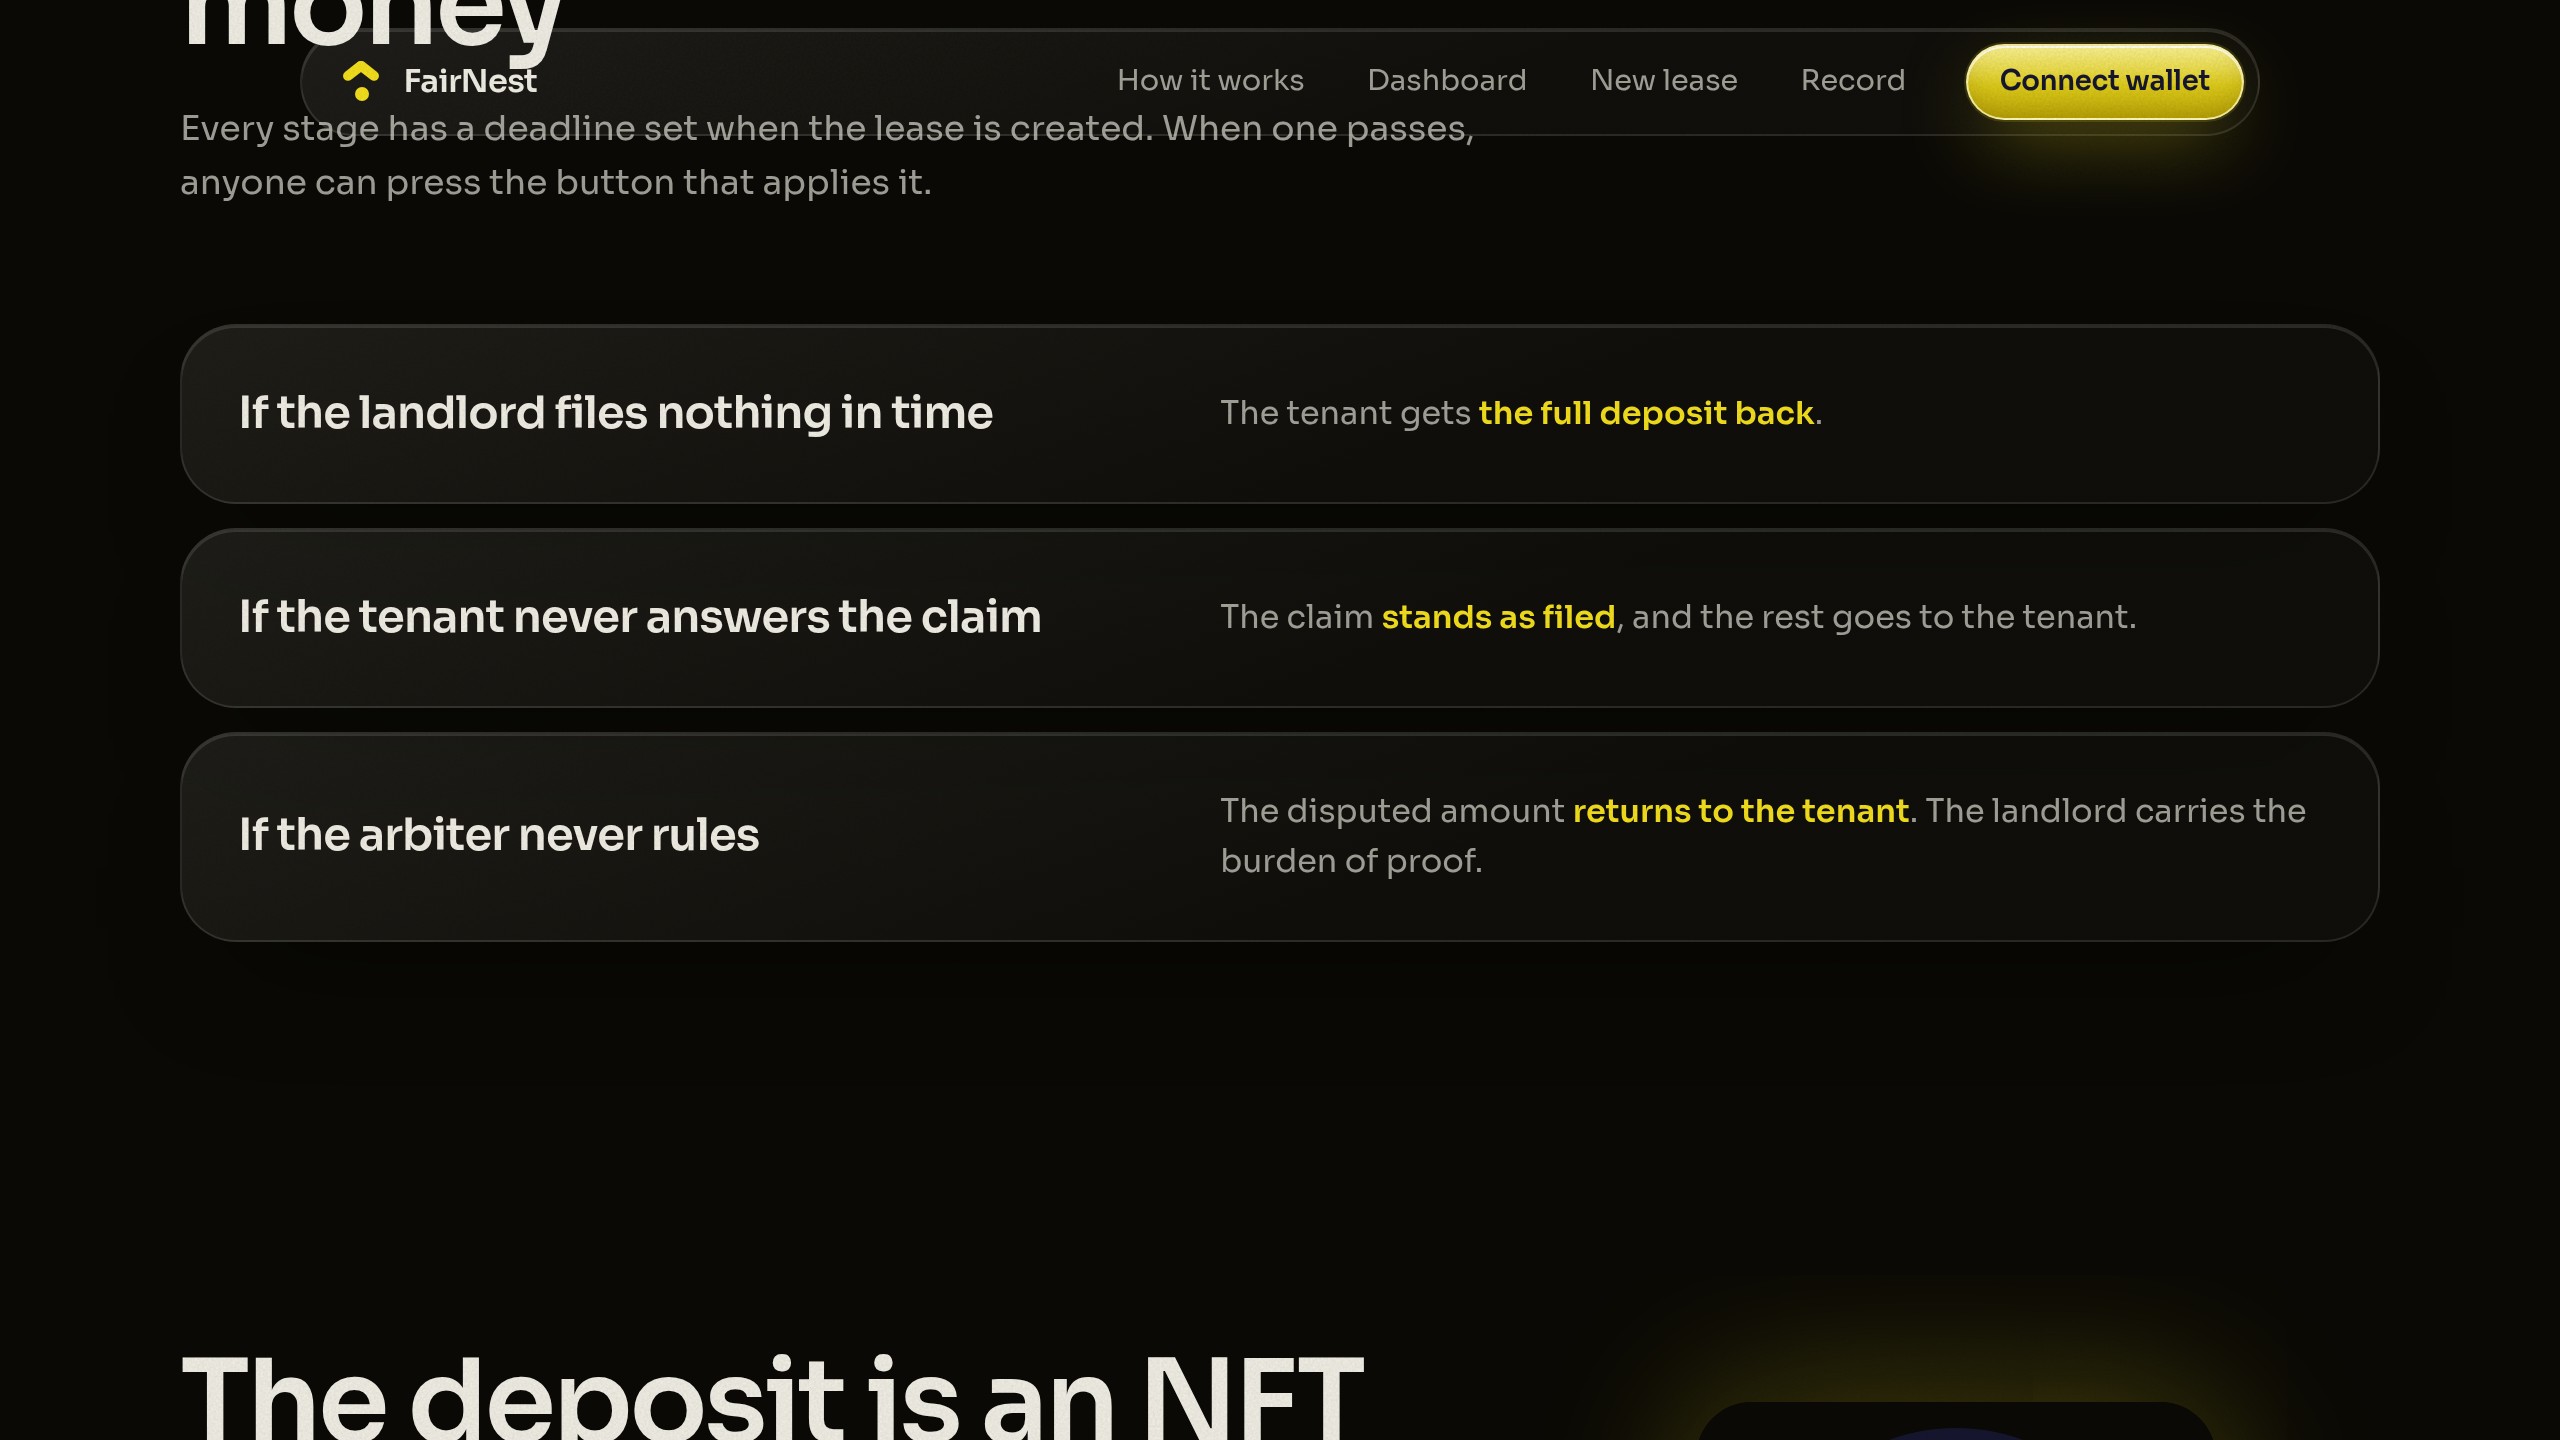 money
FairNest
How it works
Dashboard
New lease
Record
Connect wallet
Every stage has a deadline set when the lease is created. When one passes,
anyone can press the button that applies it.
If the landlord files nothing in time
The tenant gets the full deposit back.
If the tenant never answers the claim
The claim stands as filed, and the rest goes to the tenant.
If the arbiter never rules
The disputed amount returns to the tenant. The landlord carries the
burden of proof.
The deposit is an NFT